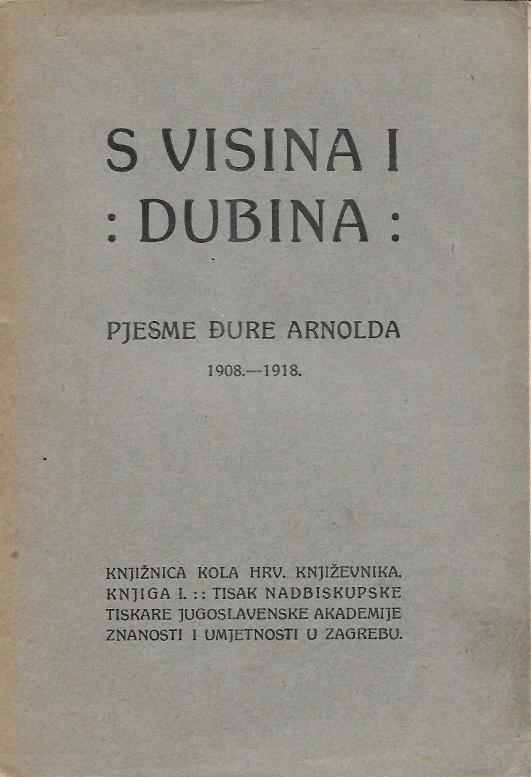 S VISINA I
: DUBINA :
PJESME ĐURE ARNOLDA
1908.—1918.
KNJIŽNICA KOLA HRV. KNJIŽEVNIKA.
KNJIGA I. :: TISAK NADBISKUPSKE
TISKARE JUGOSLAVENSKE AKADEMIJE
ZNANOSTI I UMJETNOSTI U ZAGREBU.